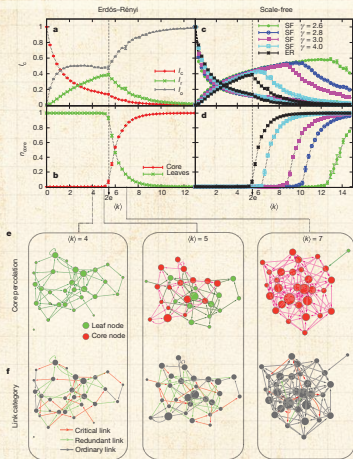 Erdős–Rényi
Scale-free
a
c
SF γ = 2.6
SF γ = 2.8
SF γ = 3.0
SF γ = 4.0
ER
1
0.8
0.6
0.4
0.2
0
l_c
l_r
l_o
b
d
n_core
1
0.8
0.6
0.4
0.2
0
Core
Leaves
0 2 4 2e 6 8 10 12
⟨k⟩
0 2 4 2e 6 8 10 12 14
⟨k⟩
e
⟨k⟩ = 4
⟨k⟩ = 5
⟨k⟩ = 7
Core percolation
Leaf node
Core node
f
Link category
Critical link
Redundant link
Ordinary link